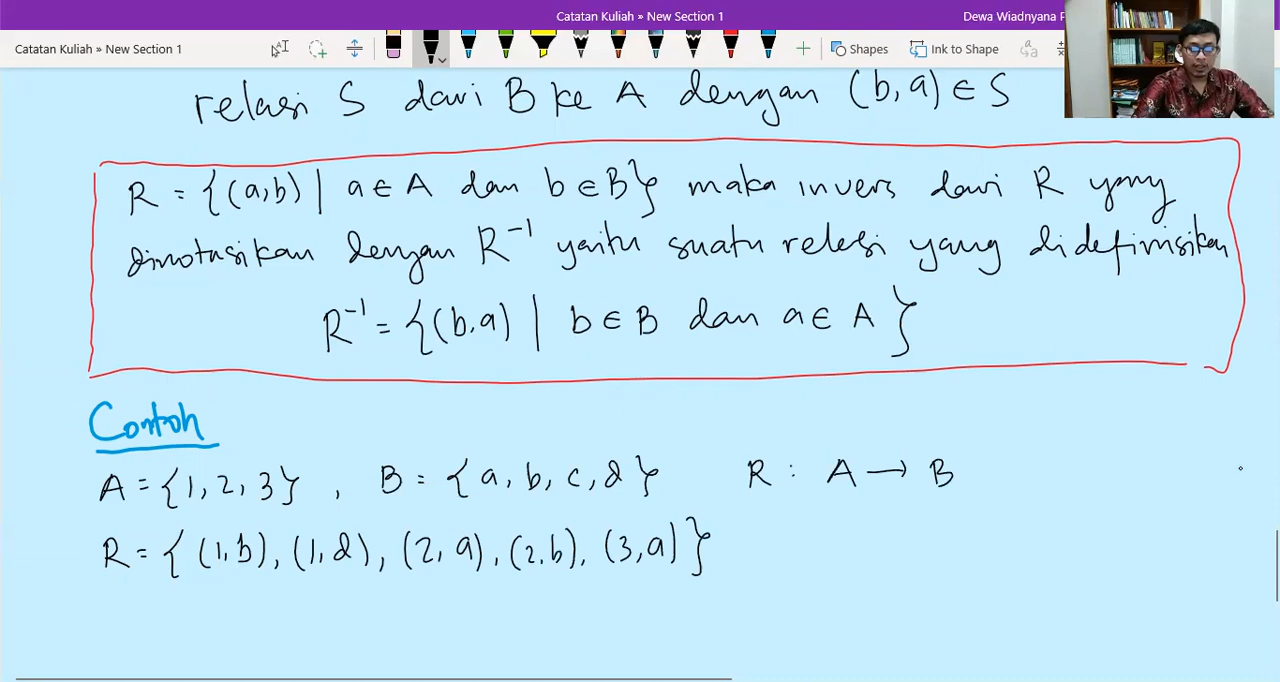 Catatan Kuliah » New Section 1
Dewa Wiadnyana
Catatan Kuliah » New Section 1
Shapes
Ink to Shape
relasi S dari B ke A dengan (b,a) ∈ S
R = {(a,b) | a ∈ A dan b ∈ B} maka invers dari R yang
dinotasikan dengan R⁻¹ yaitu suatu relasi yang didefinisikan
R⁻¹ = {(b,a) | b ∈ B dan a ∈ A}
Contoh
A = {1, 2, 3} , B = {a, b, c, d} R : A → B
R = { (1,b), (1,d), (2,a), (2,b), (3,a) }